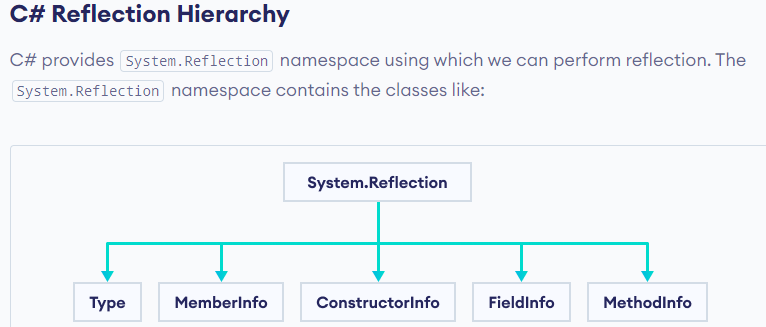 C# Reflection Hierarchy
C# provides System.Reflection namespace using which we can perform reflection. The
System.Reflection namespace contains the classes like:
System.Reflection
Type MemberInfo ConstructorInfo FieldInfo MethodInfo